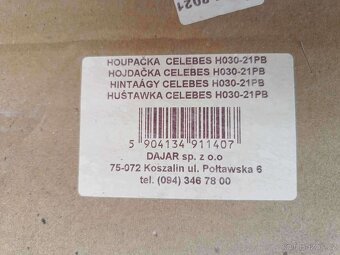 2021
HOUPAČKA CELEBES H030-21PB
HOJDAČKA CELEBES H030-21PB
HINTAÁGY CELEBES H030-21PB
HUŚTAWKA CELEBES H030-21PB
5 904134 911407
DAJAR sp. z o.o
75-072 Koszalin ul. Połtawska 6
tel. (094) 346 78 00